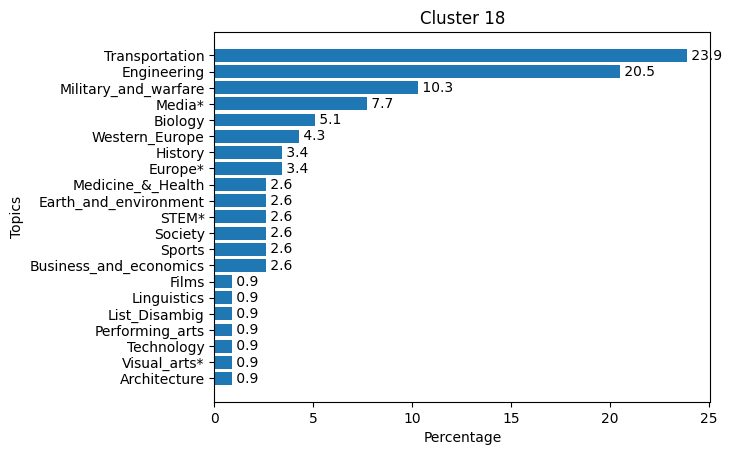 Cluster 18
Transportation 23.9
Engineering 20.5
Military_and_warfare 10.3
Media* 7.7
Biology 5.1
Western_Europe 4.3
History 3.4
Europe* 3.4
Medicine_&_Health 2.6
Earth_and_environment 2.6
STEM* 2.6
Society 2.6
Sports 2.6
Business_and_economics 2.6
Films 0.9
Linguistics 0.9
List_Disambig 0.9
Performing_arts 0.9
Technology 0.9
Visual_arts* 0.9
Architecture 0.9
Topics
0 5 10 15 20 25
Percentage